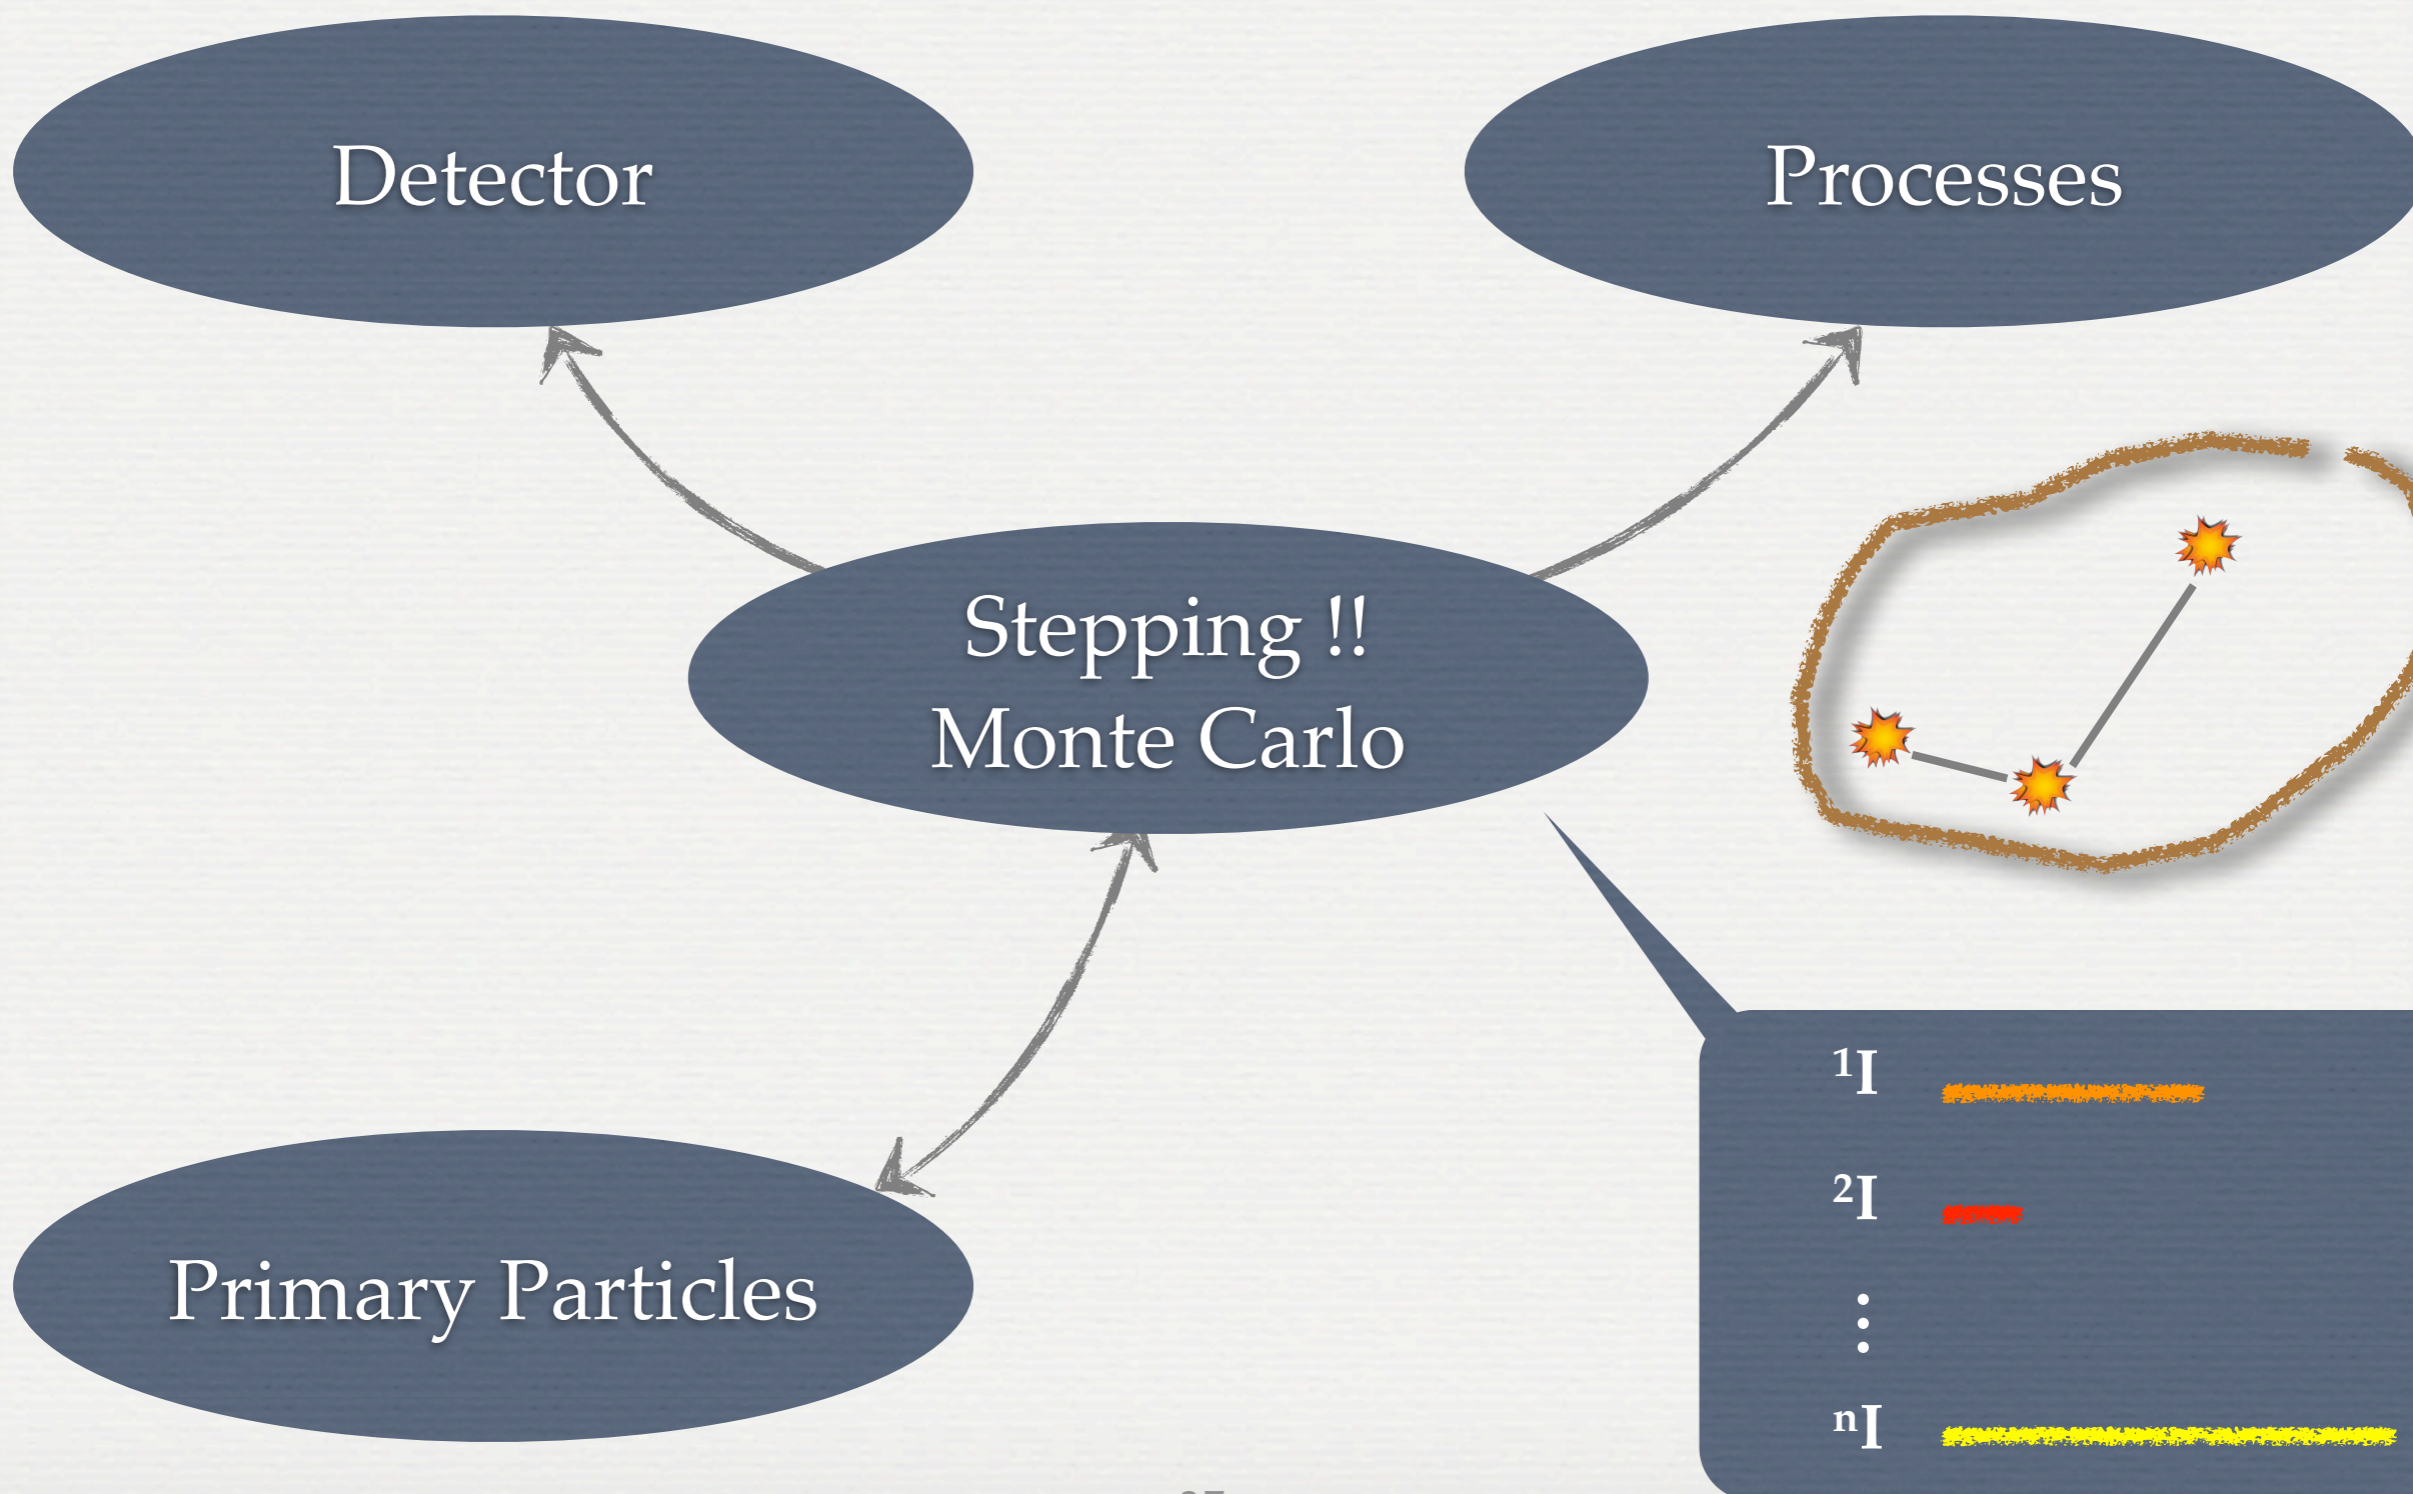 Detector
Processes
Stepping !!
Monte Carlo
Primary Particles
¹I
²I
⋮
ⁿI